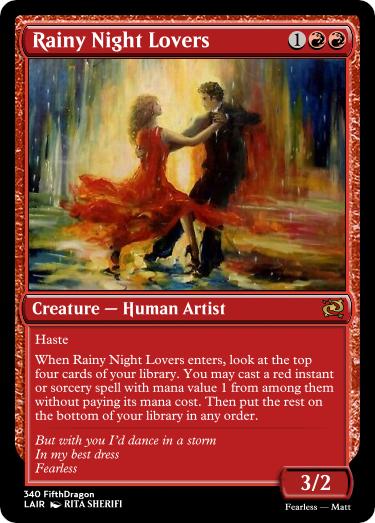 Rainy Night Lovers 1
Creature — Human Artist
Haste
When Rainy Night Lovers enters, look at the top
four cards of your library. You may cast a red instant
or sorcery spell with mana value 1 from among them
without paying its mana cost. Then put the rest on
the bottom of your library in any order.
But with you I'd dance in a storm
In my best dress
Fearless
3/2
340 FifthDragon
LAIR RITA SHERIFI
Fearless — Matt